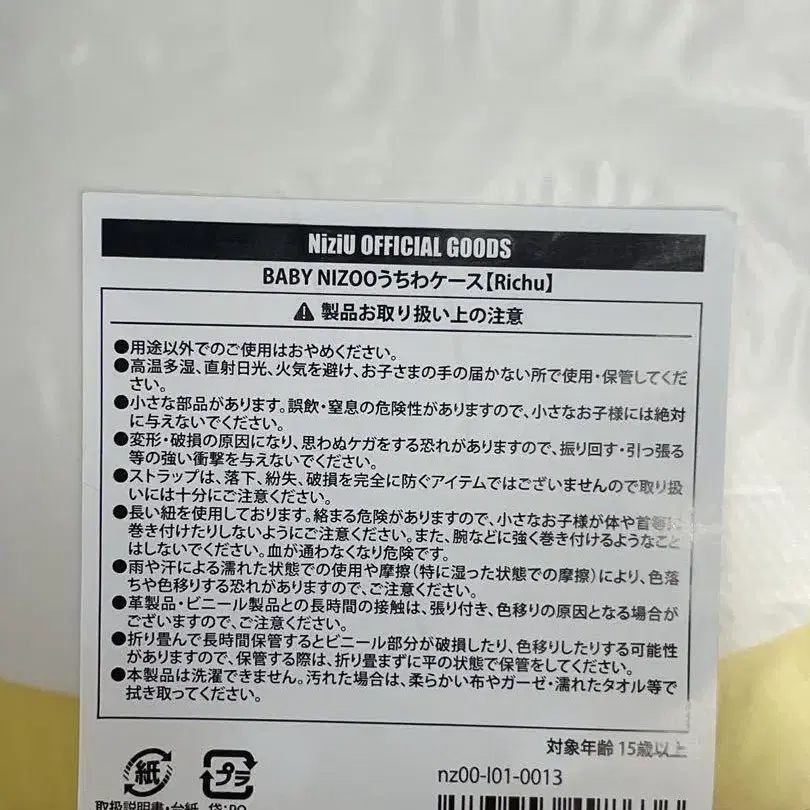 NiziU OFFICIAL GOODS
BABY NIZOOうちわケース【Richu】
⚠ 製品お取り扱い上の注意
●用途以外でのご使用はおやめください。
●高温多湿、直射日光、火気を避け、お子さまの手の届かない所で使用・保管してくだ
さい。
●小さな部品があります。誤飲・窒息の危険性がありますので、小さなお子様には絶対
に与えないでください。
●変形・破損の原因になり、思わぬケガをする恐れがありますので、振り回す・引っ張る
等の強い衝撃を与えないでください。
●ストラップは、落下、紛失、破損を完全に防ぐアイテムではございませんので取り扱
いには十分にご注意ください。
●長い紐を使用しております。絡まる危険がありますので、小さなお子様が体や首等に
巻き付けたりしないようにご注意ください。また、腕などに強く巻き付けるようなこと
はしないでください。血が通わなくなり危険です。
●雨や汗による濡れた状態での使用や摩擦（特に湿った状態での摩擦）により、色落
ちや色移りする恐れがありますので、ご注意ください。
●革製品・ビニール製品との長時間の接触は、張り付き、色移りの原因となる場合が
ございますので、ご注意ください。
●折り畳んで長時間保管するとビニール部分が破損したり、色移りしたりする可能性
がありますので、保管する際は、折り畳まずに平の状態で保管をしてください。
●本製品は洗濯できません。汚れた場合は、柔らかい布やガーゼ・濡れたタオル等で
拭き取ってください。
対象年齢 15歳以上
紙 プラ
nz00-l01-0013
取扱説明書・台紙 袋:PO